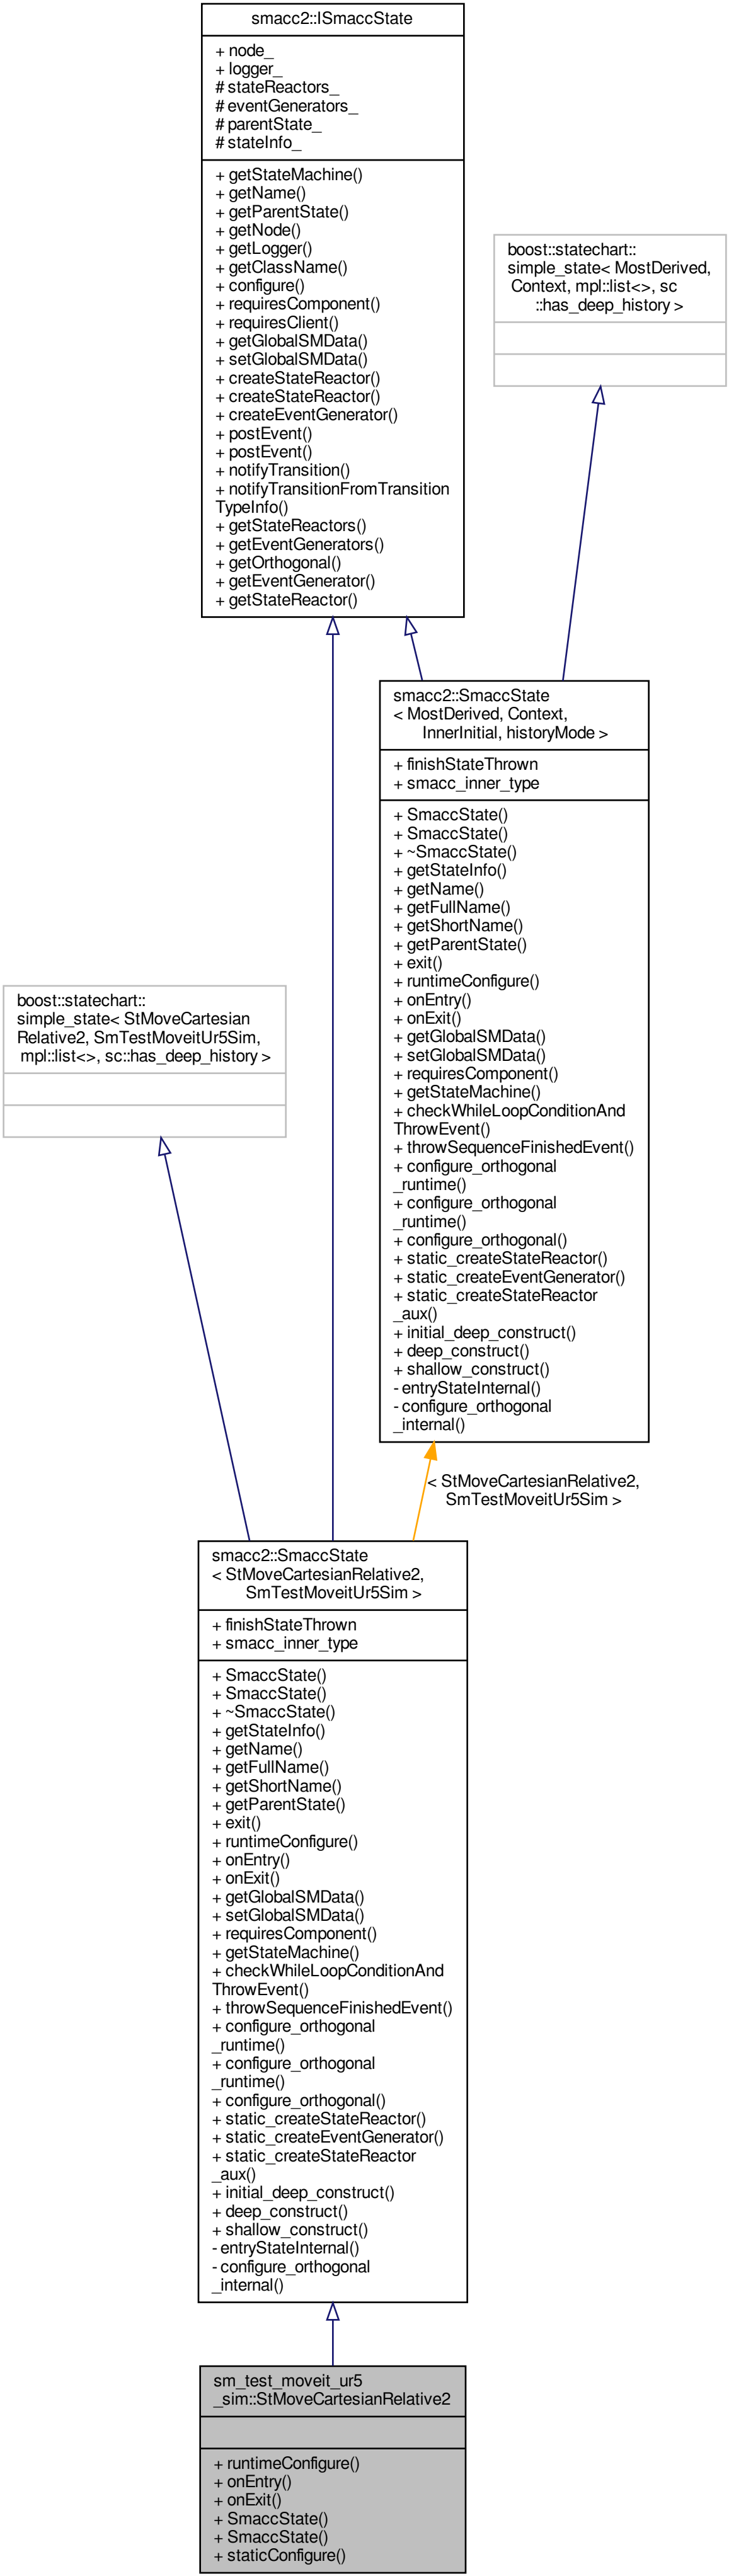 smacc2::ISmaccState
+ node_
+ logger_
# stateReactors_
# eventGenerators_
# parentState_
# stateInfo_
+ getStateMachine()
+ getName()
+ getParentState()
+ getNode()
+ getLogger()
+ getClassName()
+ configure()
+ requiresComponent()
+ requiresClient()
+ getGlobalSMData()
+ setGlobalSMData()
+ createStateReactor()
+ createStateReactor()
+ createEventGenerator()
+ postEvent()
+ postEvent()
+ notifyTransition()
+ notifyTransitionFromTransition
TypeInfo()
+ getStateReactors()
+ getEventGenerators()
+ getOrthogonal()
+ getEventGenerator()
+ getStateReactor()
boost::statechart::
simple_state< MostDerived,
Context, mpl::list<>, sc
::has_deep_history >
smacc2::SmaccState
< MostDerived, Context,
InnerInitial, historyMode >
+ finishStateThrown
+ smacc_inner_type
+ SmaccState()
+ SmaccState()
+ ~SmaccState()
+ getStateInfo()
+ getName()
+ getFullName()
+ getShortName()
+ getParentState()
+ exit()
+ runtimeConfigure()
+ onEntry()
+ onExit()
+ getGlobalSMData()
+ setGlobalSMData()
+ requiresComponent()
+ getStateMachine()
+ checkWhileLoopConditionAnd
ThrowEvent()
+ throwSequenceFinishedEvent()
+ configure_orthogonal
_runtime()
+ configure_orthogonal
_runtime()
+ configure_orthogonal()
+ static_createStateReactor()
+ static_createEventGenerator()
+ static_createStateReactor
_aux()
+ initial_deep_construct()
+ deep_construct()
+ shallow_construct()
- entryStateInternal()
- configure_orthogonal
_internal()
boost::statechart::
simple_state< StMoveCartesian
Relative2, SmTestMoveitUr5Sim,
mpl::list<>, sc::has_deep_history >
< StMoveCartesianRelative2,
SmTestMoveitUr5Sim >
smacc2::SmaccState
< StMoveCartesianRelative2,
SmTestMoveitUr5Sim >
+ finishStateThrown
+ smacc_inner_type
+ SmaccState()
+ SmaccState()
+ ~SmaccState()
+ getStateInfo()
+ getName()
+ getFullName()
+ getShortName()
+ getParentState()
+ exit()
+ runtimeConfigure()
+ onEntry()
+ onExit()
+ getGlobalSMData()
+ setGlobalSMData()
+ requiresComponent()
+ getStateMachine()
+ checkWhileLoopConditionAnd
ThrowEvent()
+ throwSequenceFinishedEvent()
+ configure_orthogonal
_runtime()
+ configure_orthogonal
_runtime()
+ configure_orthogonal()
+ static_createStateReactor()
+ static_createEventGenerator()
+ static_createStateReactor
_aux()
+ initial_deep_construct()
+ deep_construct()
+ shallow_construct()
- entryStateInternal()
- configure_orthogonal
_internal()
sm_test_moveit_ur5
_sim::StMoveCartesianRelative2
+ runtimeConfigure()
+ onEntry()
+ onExit()
+ SmaccState()
+ SmaccState()
+ staticConfigure()